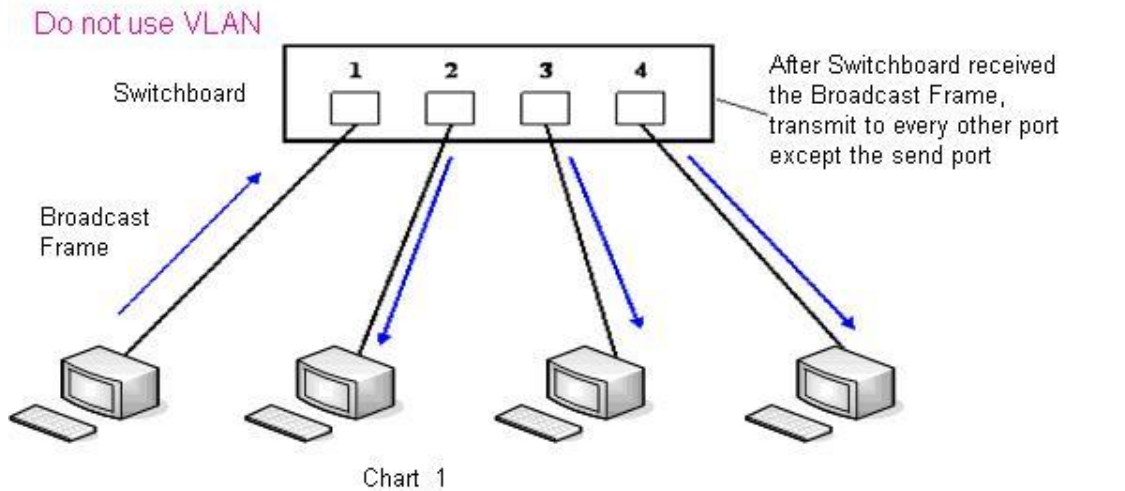 Do not use VLAN
Switchboard
1 2 3 4
After Switchboard received
the Broadcast Frame,
transmit to every other port
except the send port
Broadcast
Frame
Chart 1